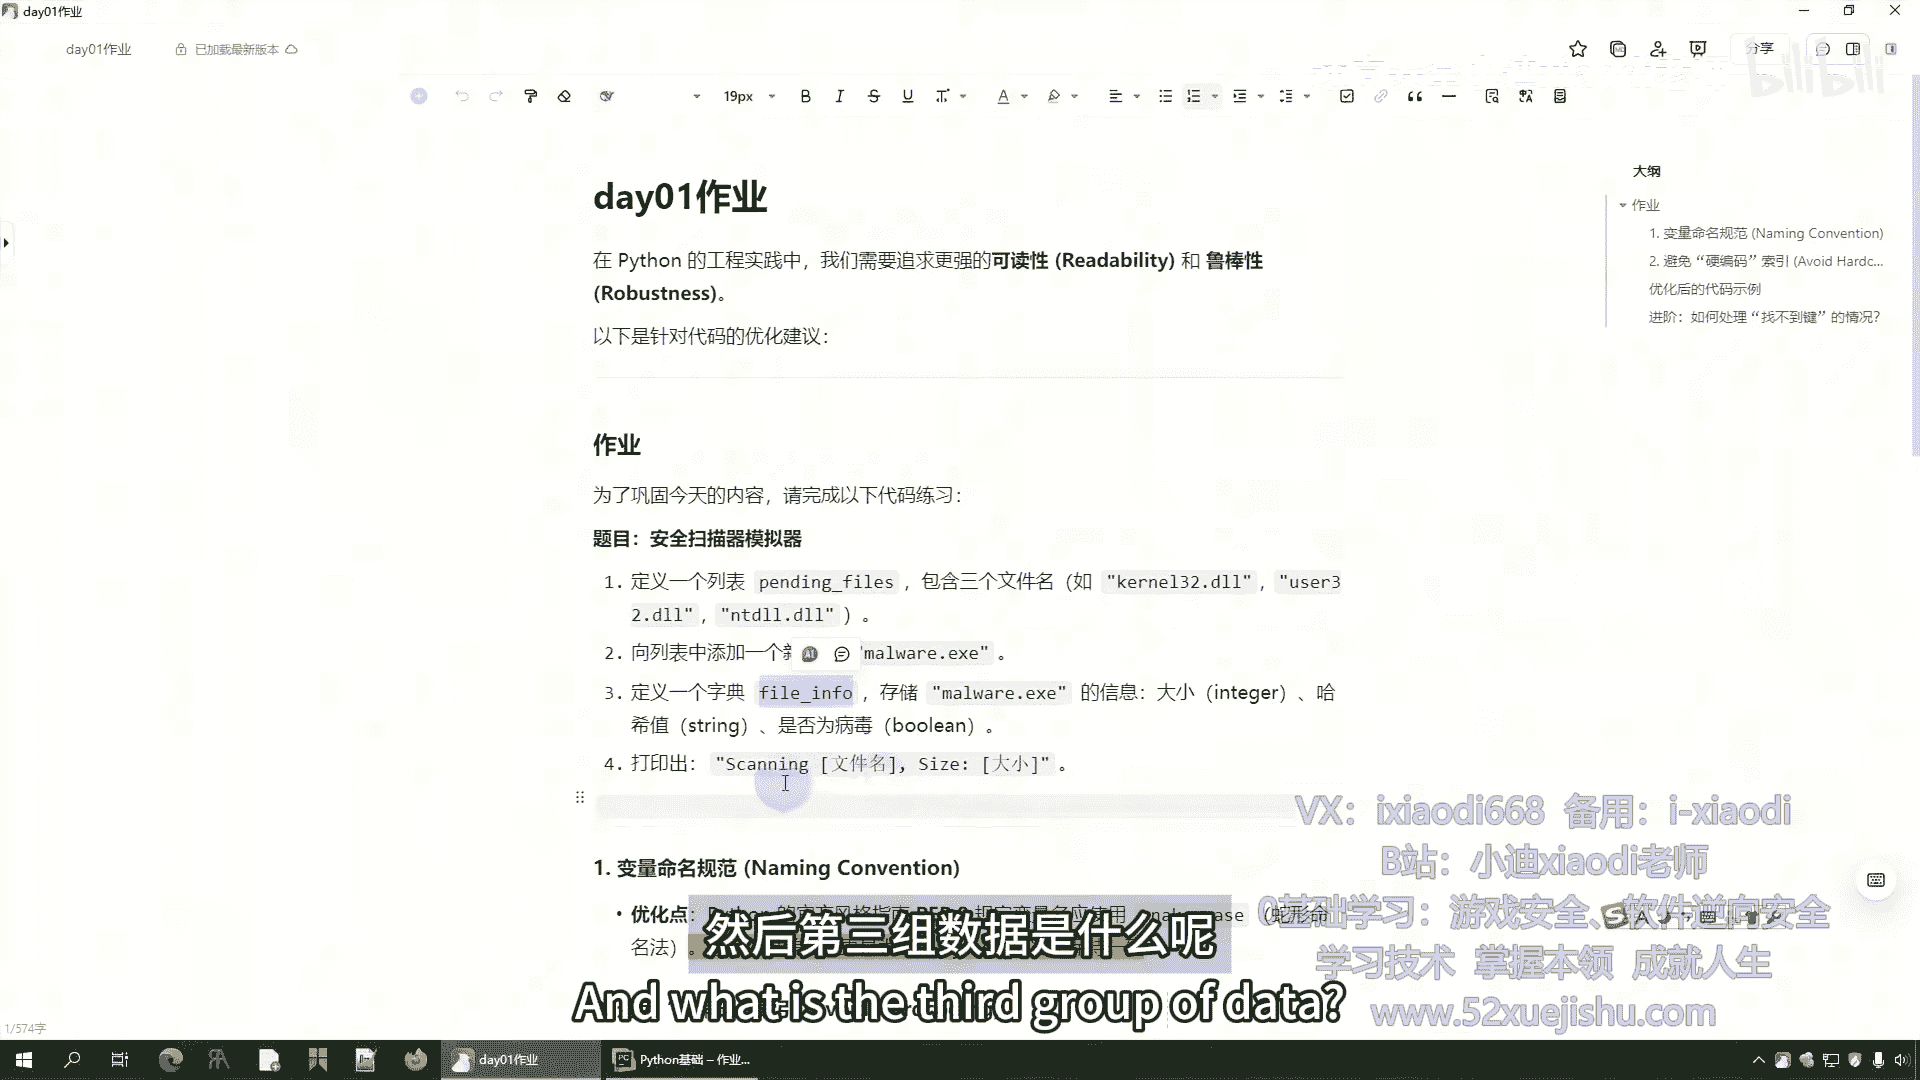 day01作业
day01作业
已加载最新版本
分享
bilibili
19px
day01作业
在 Python 的工程实践中，我们需要追求更强的可读性 (Readability) 和 鲁棒性
(Robustness)。
以下是针对代码的优化建议：
作业
为了巩固今天的内容，请完成以下代码练习：
题目：安全扫描器模拟器
1. 定义一个列表 pending_files，包含三个文件名（如 "kernel32.dll"，"user3
2.dll"，"ntdll.dll"）。
2. 向列表中添加一个 "malware.exe"。
3. 定义一个字典 file_info，存储 "malware.exe" 的信息：大小（integer）、哈
希值（string）、是否为病毒（boolean）。
4. 打印出： "Scanning [文件名], Size: [大小]"。
1. 变量命名规范 (Naming Convention)
• 优化点：
（蛇形命
名法）。
大纲
作业
1. 变量命名规范 (Naming Convention)
2. 避免“硬编码”索引 (Avoid Hardc...
优化后的代码示例
进阶：如何处理“找不到键”的情况？
VX：ixiaodi668 备用：i-xiaodi
B站：小迪xiaodi老师
0基础学习：游戏安全、软件逆向安全
学习技术 掌握本领 成就人生
www.52xuejishu.com
然后第三组数据是什么呢
And what is the third group of data?
1/574字
day01作业
Python基础 – 作业...